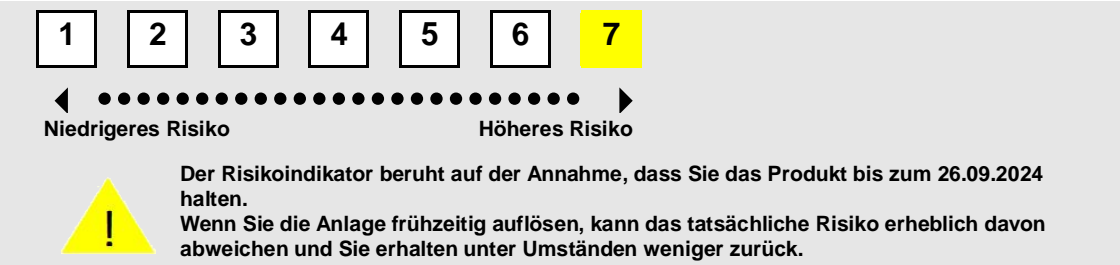 1 2 3 4 5 6 7
Niedrigeres Risiko Höheres Risiko
Der Risikoindikator beruht auf der Annahme, dass Sie das Produkt bis zum 26.09.2024
halten.
Wenn Sie die Anlage frühzeitig auflösen, kann das tatsächliche Risiko erheblich davon
! abweichen und Sie erhalten unter Umständen weniger zurück.